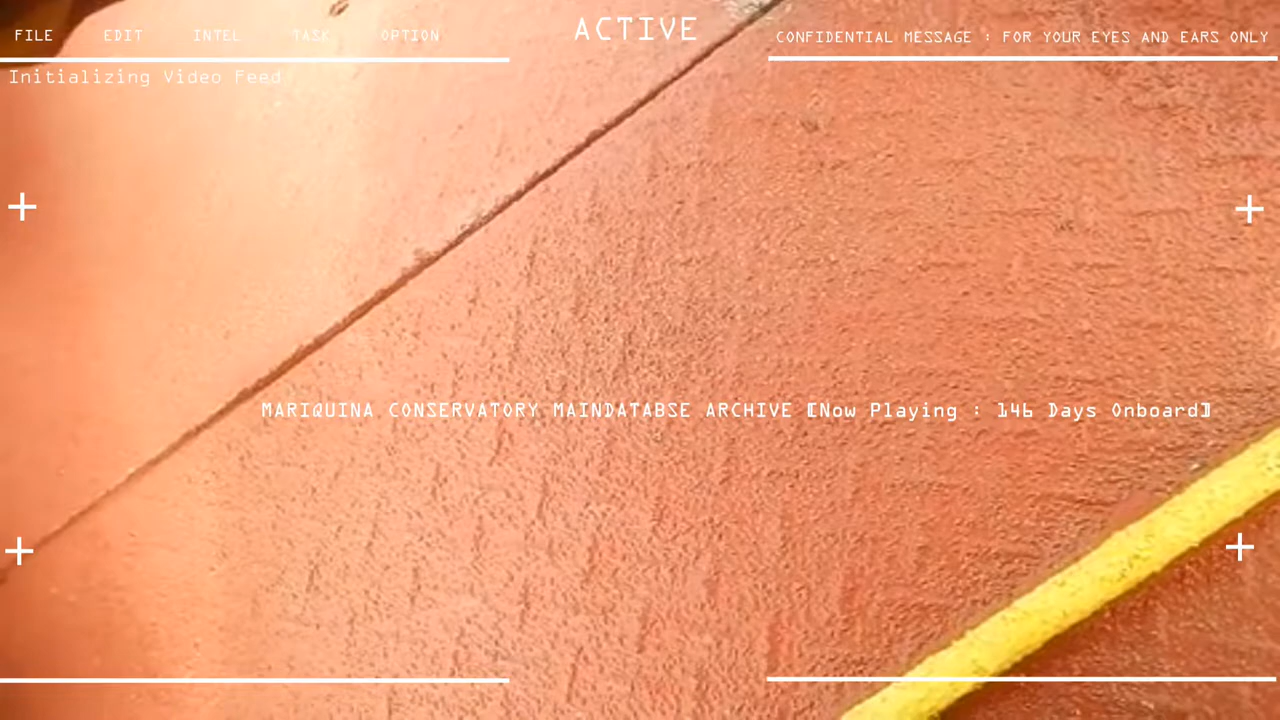 FILE EDIT INTEL TASK OPTION
ACTIVE
CONFIDENTIAL MESSAGE : FOR YOUR EYES AND EARS ONLY
Initializing Video Feed
MARIQUINA CONSERVATORY MAINDATABSE ARCHIVE [Now Playing : 146 Days Onboard]